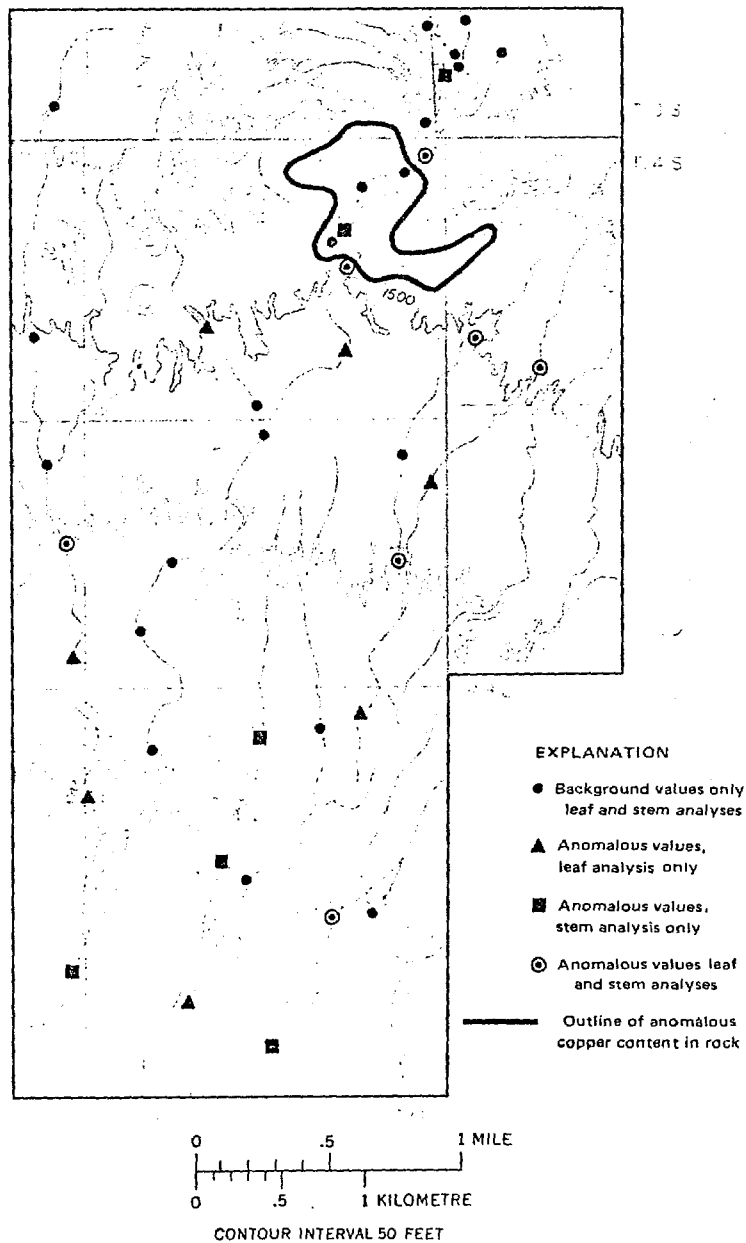 T. 4 S
1500
EXPLANATION
Background values only
leaf and stem analyses
Anomalous values,
leaf analysis only
Anomalous values,
stem analysis only
Anomalous values leaf
and stem analyses
Outline of anomalous
copper content in rock
0 .5 1 MILE
0 .5 1 KILOMETRE
CONTOUR INTERVAL 50 FEET